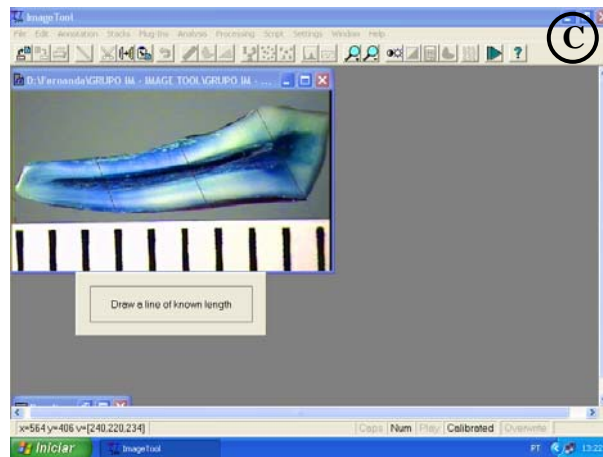 ImageTool
C
File Edit Annotation Stacks Plug-Ins Analysis Processing Script Settings Window Help
D:\Fernanda\GRUPO IM - IMAGE TOOL\GRUPO IM - ...
Draw a line of known length
x=564 y=406 v=[240,220,234] Caps Num Play Calibrated Overwrite
Iniciar ImageTool PT 13:22